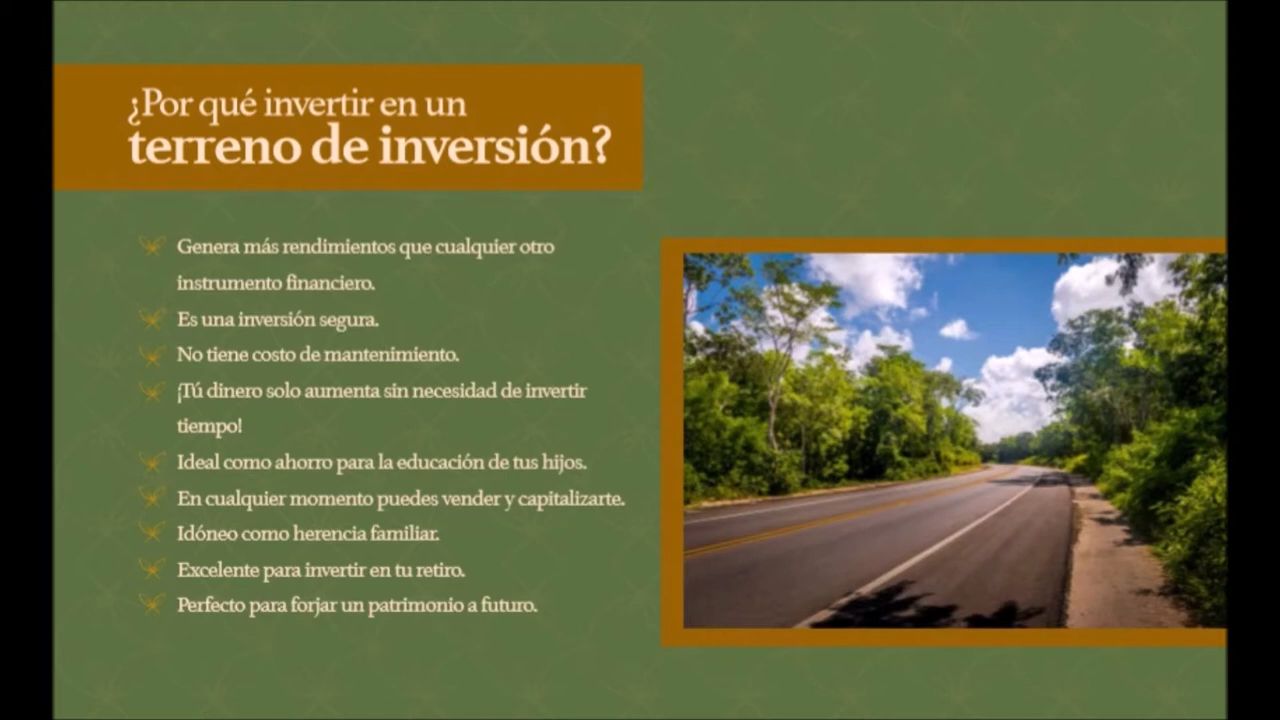 ¿Por qué invertir en un
terreno de inversión?
Genera más rendimientos que cualquier otro
instrumento financiero.
Es una inversión segura.
No tiene costo de mantenimiento.
¡Tú dinero solo aumenta sin necesidad de invertir
tiempo!
Ideal como ahorro para la educación de tus hijos.
En cualquier momento puedes vender y capitalizarte.
Idóneo como herencia familiar.
Excelente para invertir en tu retiro.
Perfecto para forjar un patrimonio a futuro.